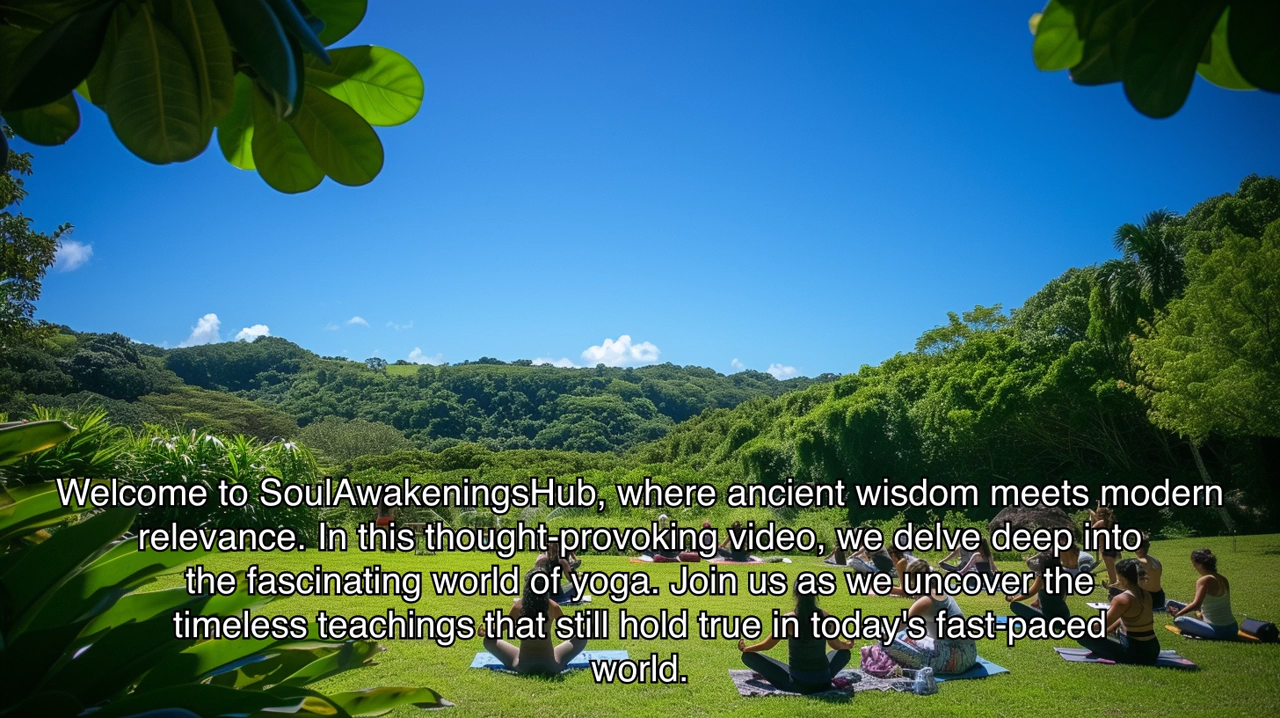 Welcome to SoulAwakeningsHub, where ancient wisdom meets modern
relevance. In this thought-provoking video, we delve deep into
the fascinating world of yoga. Join us as we uncover the
timeless teachings that still hold true in today's fast-paced
world.